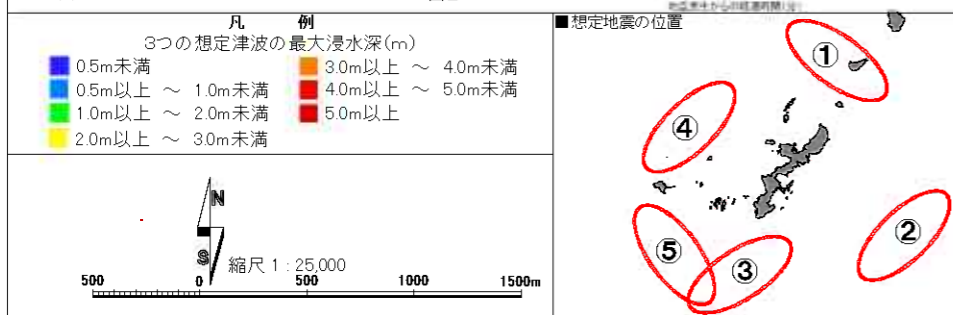 凡 例
3つの想定津波の最大浸水深(m)
0.5m未満
0.5m以上 ～ 1.0m未満
1.0m以上 ～ 2.0m未満
2.0m以上 ～ 3.0m未満
3.0m以上 ～ 4.0m未満
4.0m以上 ～ 5.0m未満
5.0m以上
N
S
縮尺 1：25,000
500 0 500 1000 1500m
■想定地震の位置
①
④
②
⑤
③